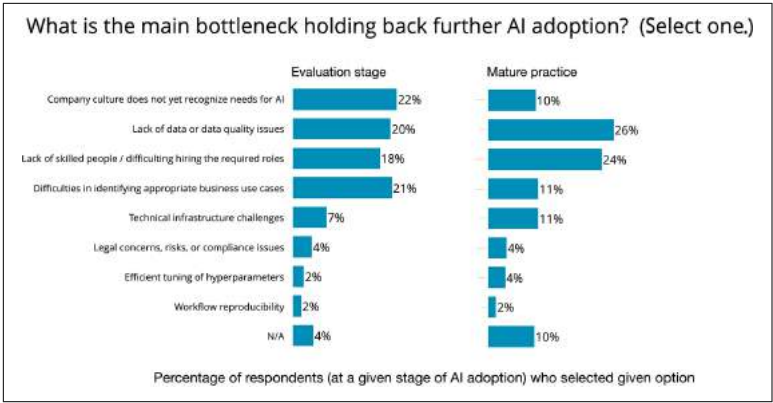 What is the main bottleneck holding back further AI adoption? (Select one.)
Evaluation stage Mature practice
Company culture does not yet recognize needs for AI 22% 10%
Lack of data or data quality issues 20% 26%
Lack of skilled people / difficulting hiring the required roles 18% 24%
Difficulties in identifying appropriate business use cases 21% 11%
Technical infrastructure challenges 7% 11%
Legal concerns, risks, or compliance issues 4% 4%
Efficient tuning of hyperparameters 2% 4%
Workflow reproducibility 2% 2%
N/A 4% 10%
Percentage of respondents (at a given stage of AI adoption) who selected given option